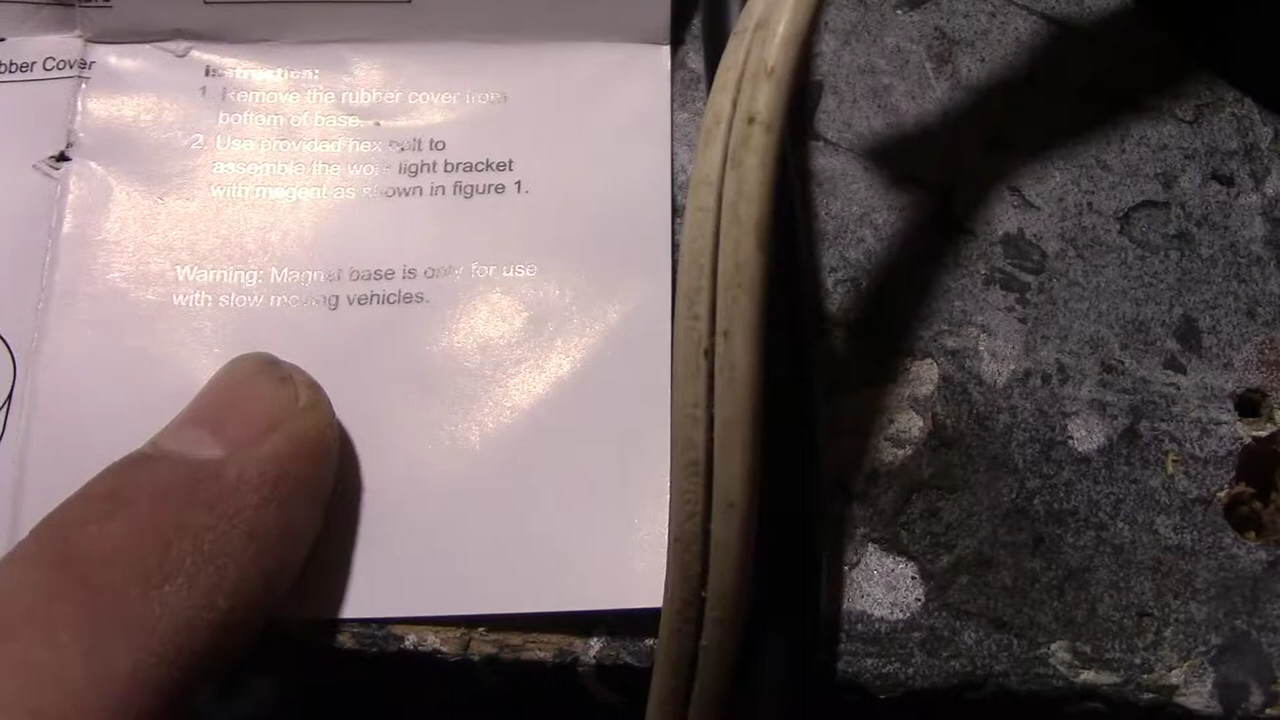 bber Cover
Instruction:
1. Remove the rubber cover from
bottom of base.
2. Use provided hex bolt to
assemble the work light bracket
with megent as shown in figure 1.
Warning: Magnet base is only for use
with slow moving vehicles.